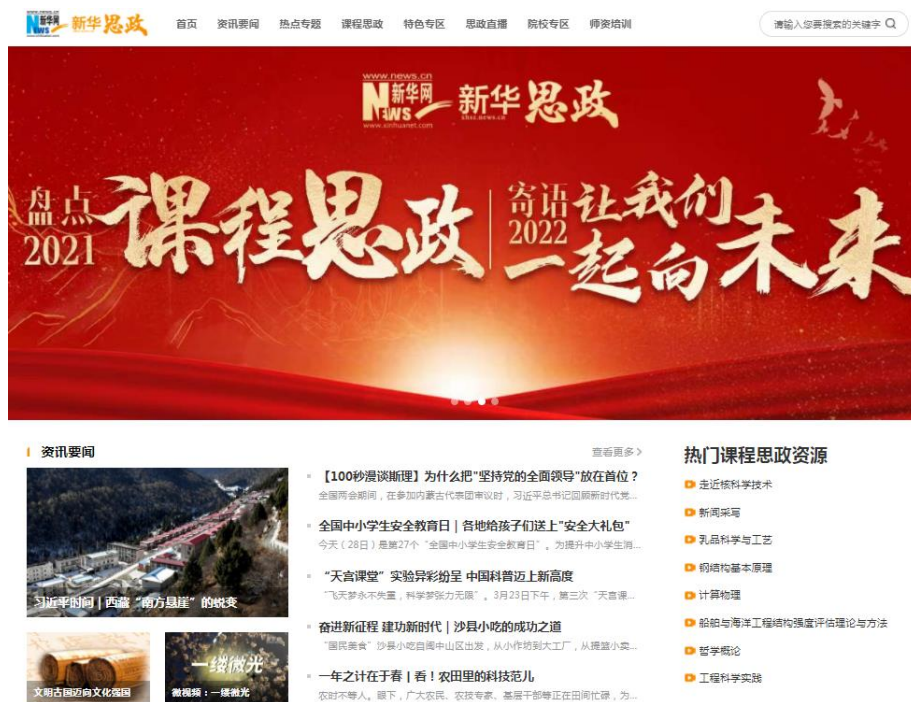 www.news.cn
新华网
News
新华思政
首页 资讯要闻 热点专题 课程思政 特色专区 思政直播 院校专区 师资培训
请输入您要搜索的关键字
www.news.cn
新华网
News
www.xinhuanet.com
新华思政
xhsz.news.cn
盘点
2021
课程思政
寄语
2022
让我们
一起向未来
资讯要闻
查看更多>
习近平时间|西藏“南方悬崖”的蜕变
文明古国迈向文化强国
一缕微光
微视频：一缕微光
【100秒漫谈斯理】为什么把"坚持党的全面领导"放在首位？
全国两会期间，在参加内蒙古代表团审议时，习近平总书记回顾新时代党...
全国中小学生安全教育日|各地给孩子们送上"安全大礼包"
今天（28日）是第27个“全国中小学生安全教育日”。为提升中小学生消...
“天宫课堂”实验异彩纷呈 中国科普迈上新高度
“飞天梦永不失重，科学梦张力无限”。3月23日下午，第三次“天宫课...
奋进新征程 建功新时代|沙县小吃的成功之道
“国民美食”沙县小吃自闽中山区出发，从小作坊到大工厂，从提篮小卖...
一年之计在于春|看！农田里的科技范儿
农时不等人。眼下，广大农民、农技专家、基层干部等正在田间忙碌，为...
热门课程思政资源
走近核科学技术
新闻采写
乳品科学与工艺
钢结构基本原理
计算物理
船舶与海洋工程结构强度评估理论与方法
哲学概论
工程科学实践